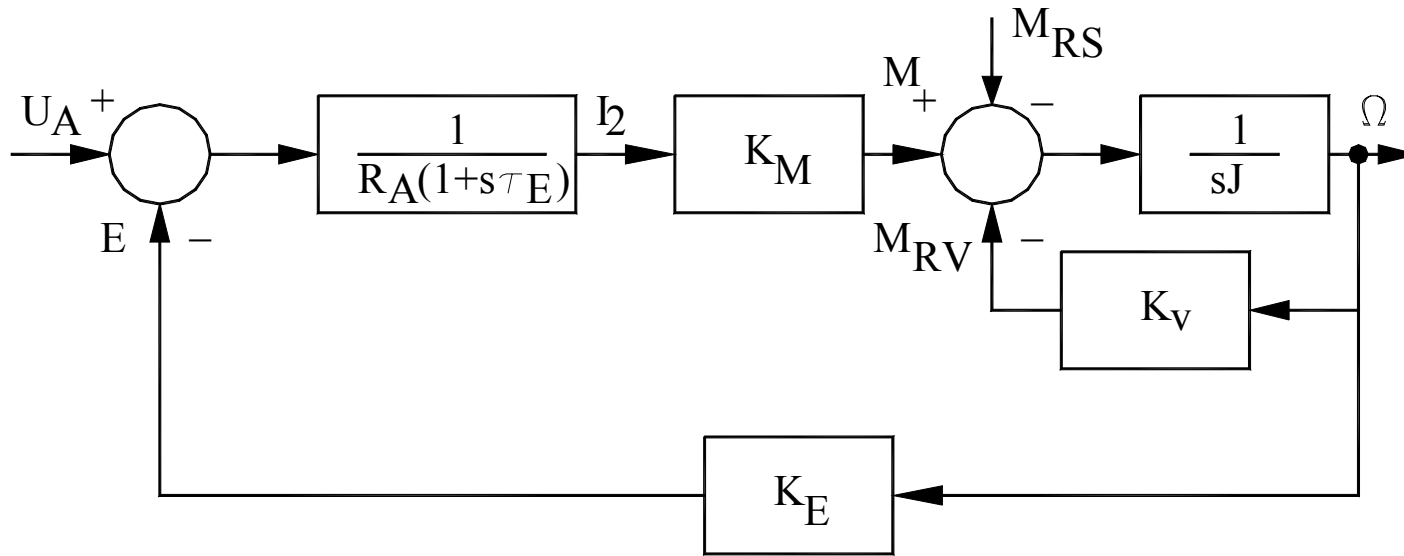 M_RS
U_A +
1
R_A(1+sτ_E)
I_2
K_M
M
+
−
1
sJ
Ω
E −
M_RV −
K_v
K_E